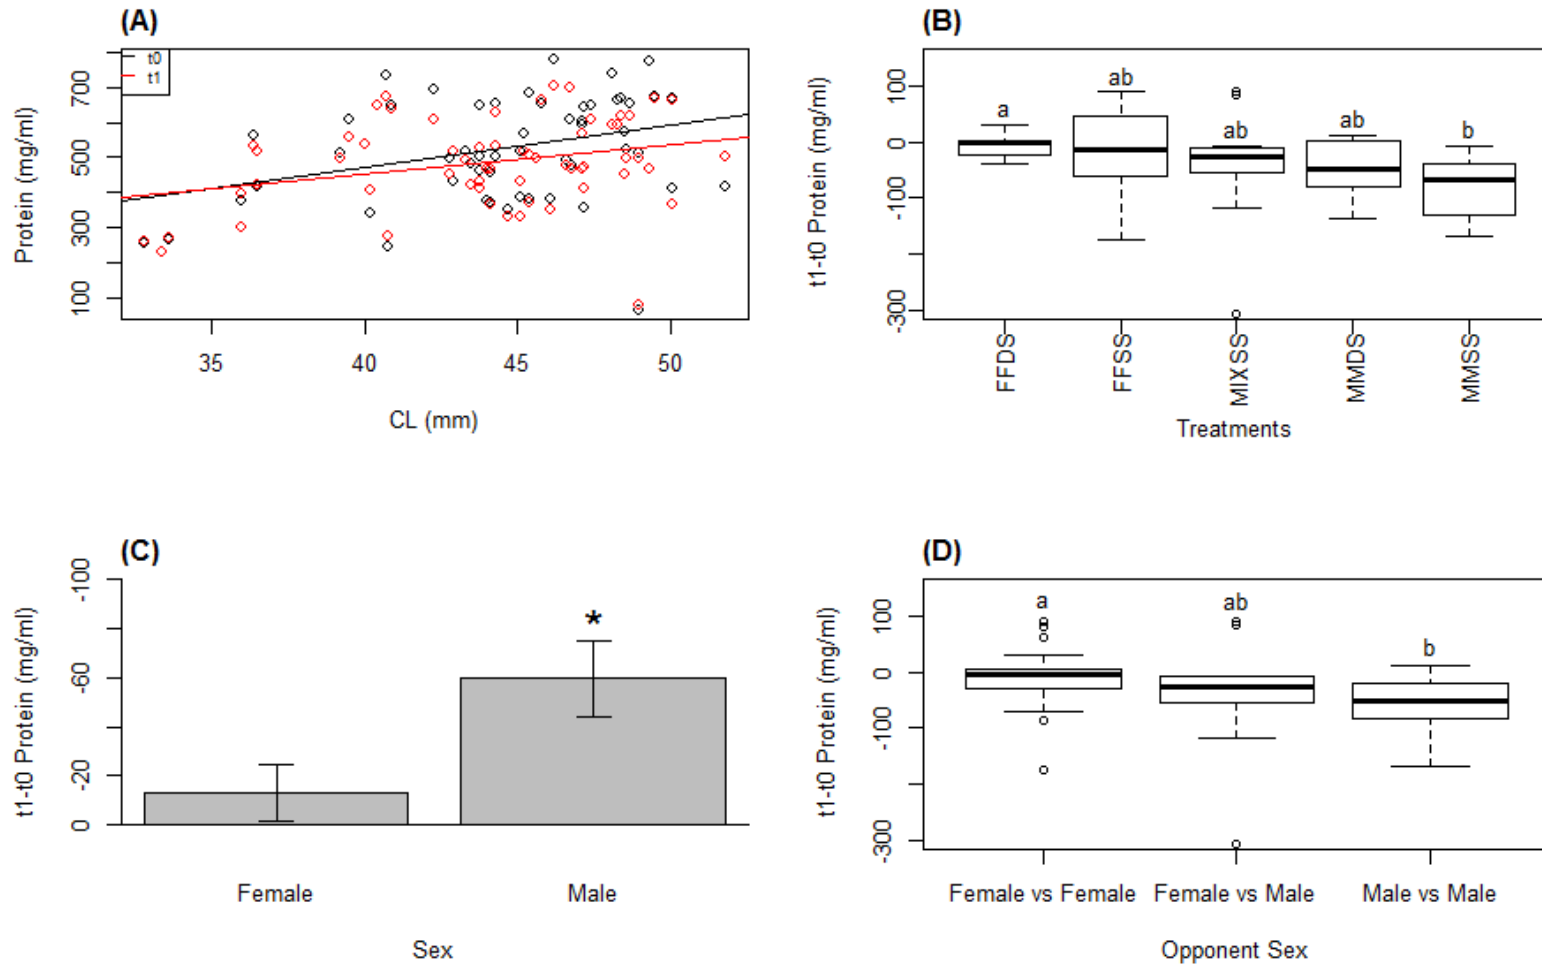 (A)
t0
t1
Protein (mg/ml)
700
500
300
100
35 40 45 50
CL (mm)
(B)
t1-t0 Protein (mg/ml)
100
0
-100
-300
a ab ab ab b
FFDS FFSS MIXSS MMDS MMSS
Treatments
(C)
t1-t0 Protein (mg/ml)
-100
-60
-20
0
*
Female Male
Sex
(D)
t1-t0 Protein (mg/ml)
100
0
-100
-300
a ab b
Female vs Female Female vs Male Male vs Male
Opponent Sex